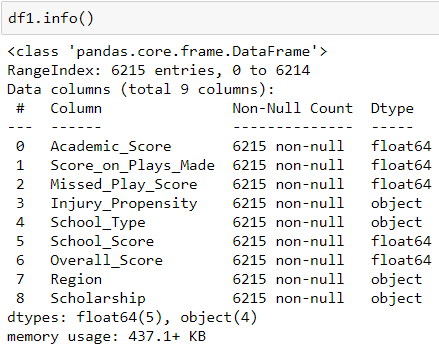 df1.info()
<class 'pandas.core.frame.DataFrame'>
RangeIndex: 6215 entries, 0 to 6214
Data columns (total 9 columns):
 #   Column              Non-Null Count  Dtype
---  ------              --------------  -----
 0   Academic_Score      6215 non-null   float64
 1   Score_on_Plays_Made 6215 non-null   float64
 2   Missed_Play_Score   6215 non-null   float64
 3   Injury_Propensity   6215 non-null   object
 4   School_Type         6215 non-null   object
 5   School_Score        6215 non-null   float64
 6   Overall_Score       6215 non-null   float64
 7   Region              6215 non-null   object
 8   Scholarship         6215 non-null   object
dtypes: float64(5), object(4)
memory usage: 437.1+ KB